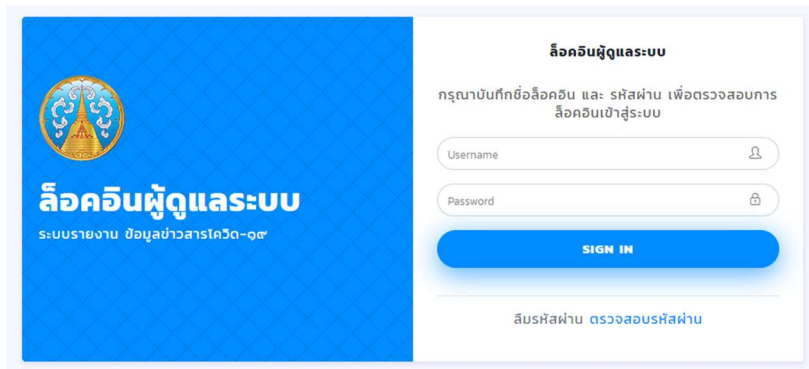 ล็อคอินผู้ดูแลระบบ
ระบบรายงาน ข้อมูลข่าวสารโควิด-๑๙
ล็อคอินผู้ดูแลระบบ
กรุณาบันทึกชื่อล็อคอิน และ รหัสผ่าน เพื่อตรวจสอบการ
ล็อคอินเข้าสู่ระบบ
Username
Password
SIGN IN
ลืมรหัสผ่าน ตรวจสอบรหัสผ่าน